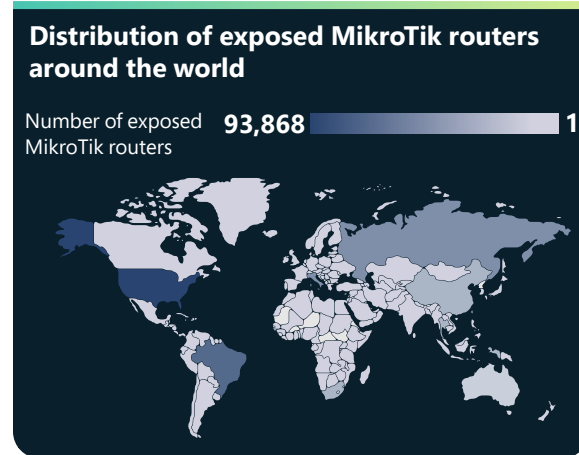 Distribution of exposed MikroTik routers
around the world
Number of exposed
MikroTik routers
93,868
1